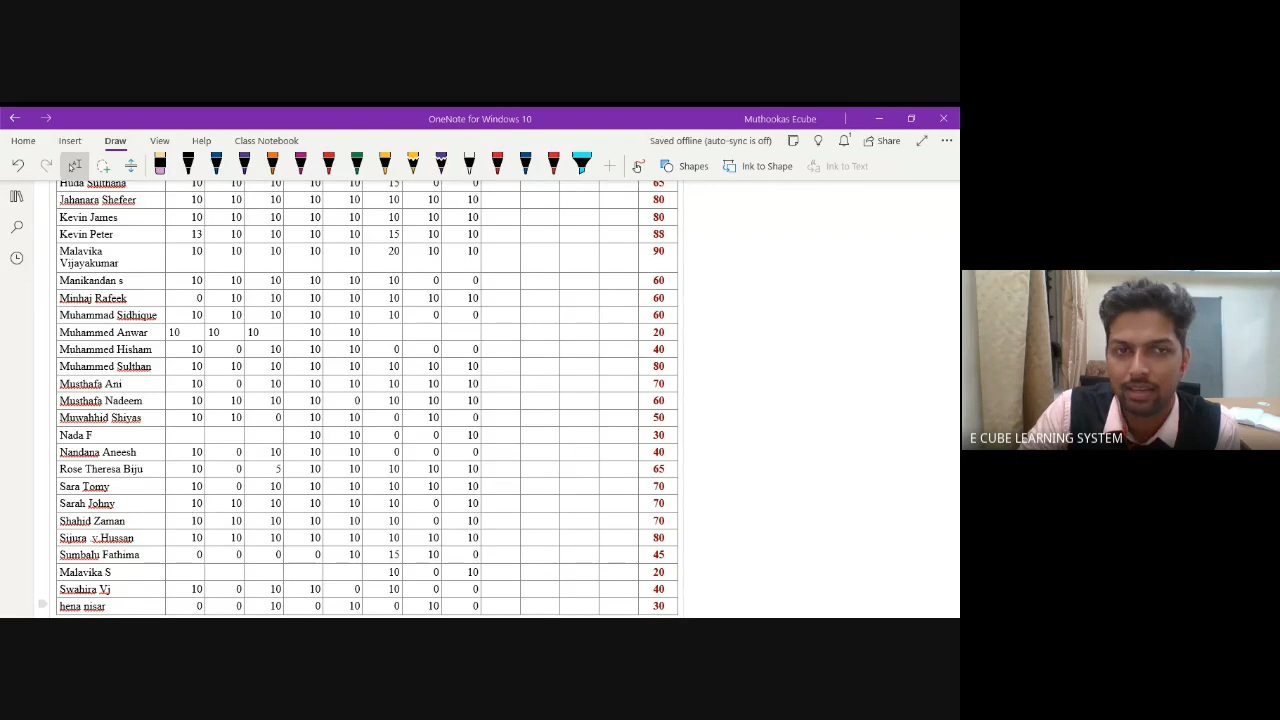 OneNote for Windows 10 Muthookas Ecube
Home Insert Draw View Help Class Notebook Saved offline (auto-sync is off) Share
Shapes Ink to Shape Ink to Text
Huda Sulthana 10 10 10 10 10 15 0 0 65
Jahanara Shefeer 10 10 10 10 10 10 10 10 80
Kevin James 10 10 10 10 10 10 10 10 80
Kevin Peter 13 10 10 10 10 15 10 10 88
Malavika 10 10 10 10 10 20 10 10 90
Vijayakumar
Manikandan s 10 10 10 10 10 10 0 0 60
Minhaj Rafeek 0 10 10 10 10 10 10 10 60
Muhammad Sidhique 10 10 10 10 10 10 0 0 60
Muhammed Anwar 10 10 10 10 10 20
Muhammed Hisham 10 0 10 10 10 0 0 0 40
Muhammed Sulthan 10 10 10 10 10 10 10 10 80
Musthafa Ani 10 0 10 10 10 10 10 10 70
Musthafa Nadeem 10 10 10 10 0 10 10 10 60
Muwahhid Shiyas 10 10 0 10 10 0 10 0 50
Nada F 10 10 0 0 10 30
Nandana Aneesh 10 0 10 10 10 0 0 0 40
Rose Theresa Biju 10 0 5 10 10 10 10 10 65
Sara Tomy 10 0 10 10 10 10 10 10 70
Sarah Johny 10 10 10 10 10 10 0 10 70
Shahid Zaman 10 10 10 10 10 10 0 10 70
Sijura .v.Hussan 10 10 10 10 10 10 10 10 80
Sumbalu Fathima 0 0 0 0 10 15 10 0 45
Malavika S 10 0 10 20
Swahira Vj 10 0 10 10 0 10 0 0 40
hena nisar 0 0 10 0 10 0 10 0 30
E CUBE LEARNING SYSTEM